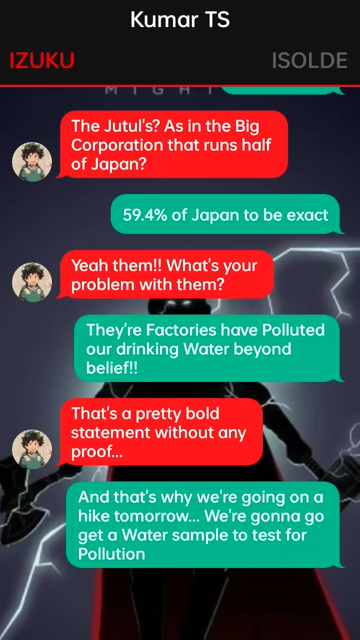 Kumar TS
IZUKU
ISOLDE
M I G H T
The Jutul's? As in the Big
Corporation that runs half
of Japan?
59.4% of Japan to be exact
Yeah them!! What's your
problem with them?
They're Factories have Polluted
our drinking Water beyond
belief!!
That's a pretty bold
statement without any
proof...
And that's why we're going on a
hike tomorrow... We're gonna go
get a Water sample to test for
Pollution